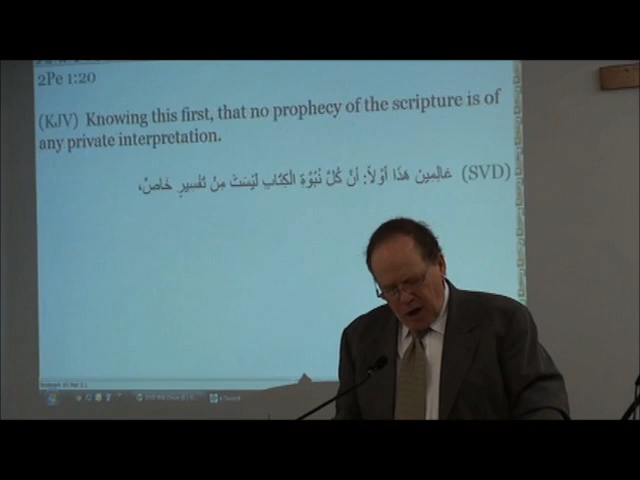 2Pe 1:20
(KJV) Knowing this first, that no prophecy of the scripture is of
any private interpretation.
(SVD) عَالِمِينَ هَذَا أَوَّلاً: أَنَّ كُلَّ نُبُوَّةِ الْكِتَابِ لَيْسَتْ مِنْ تَفْسِيرٍ خَاصٍّ،